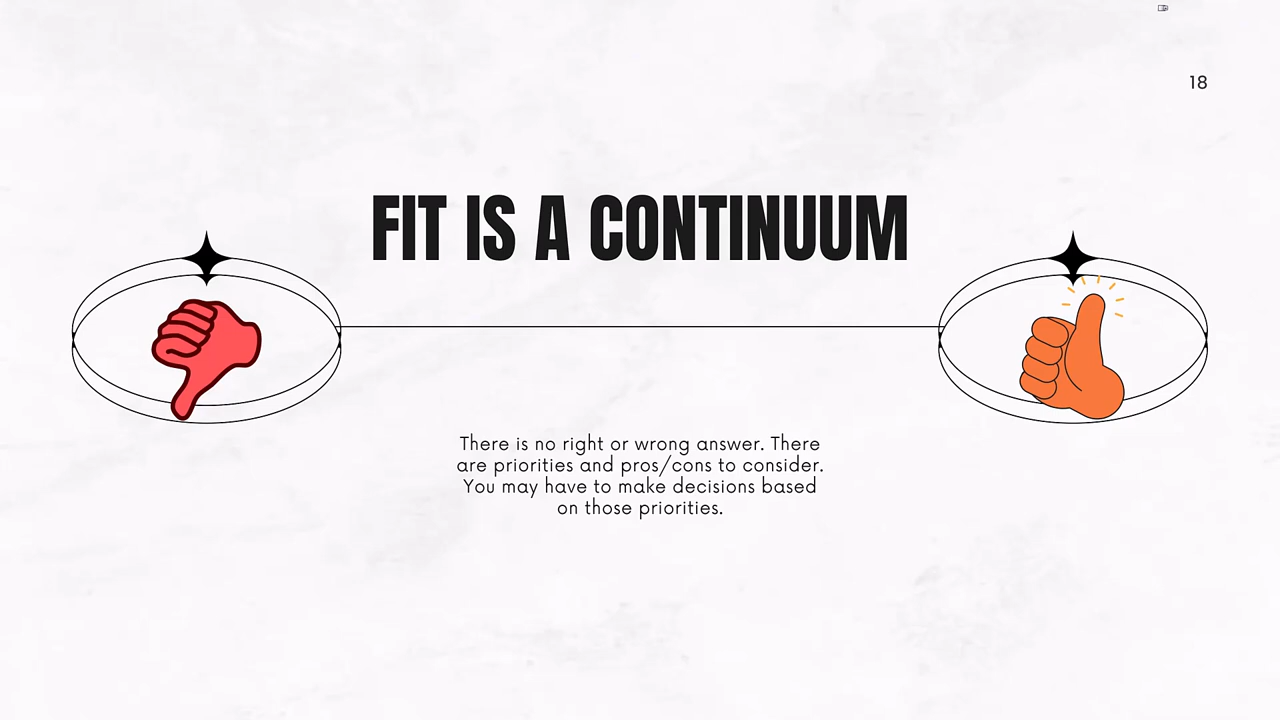 18
FIT IS A CONTINUUM
There is no right or wrong answer. There
are priorities and pros/cons to consider.
You may have to make decisions based
on those priorities.